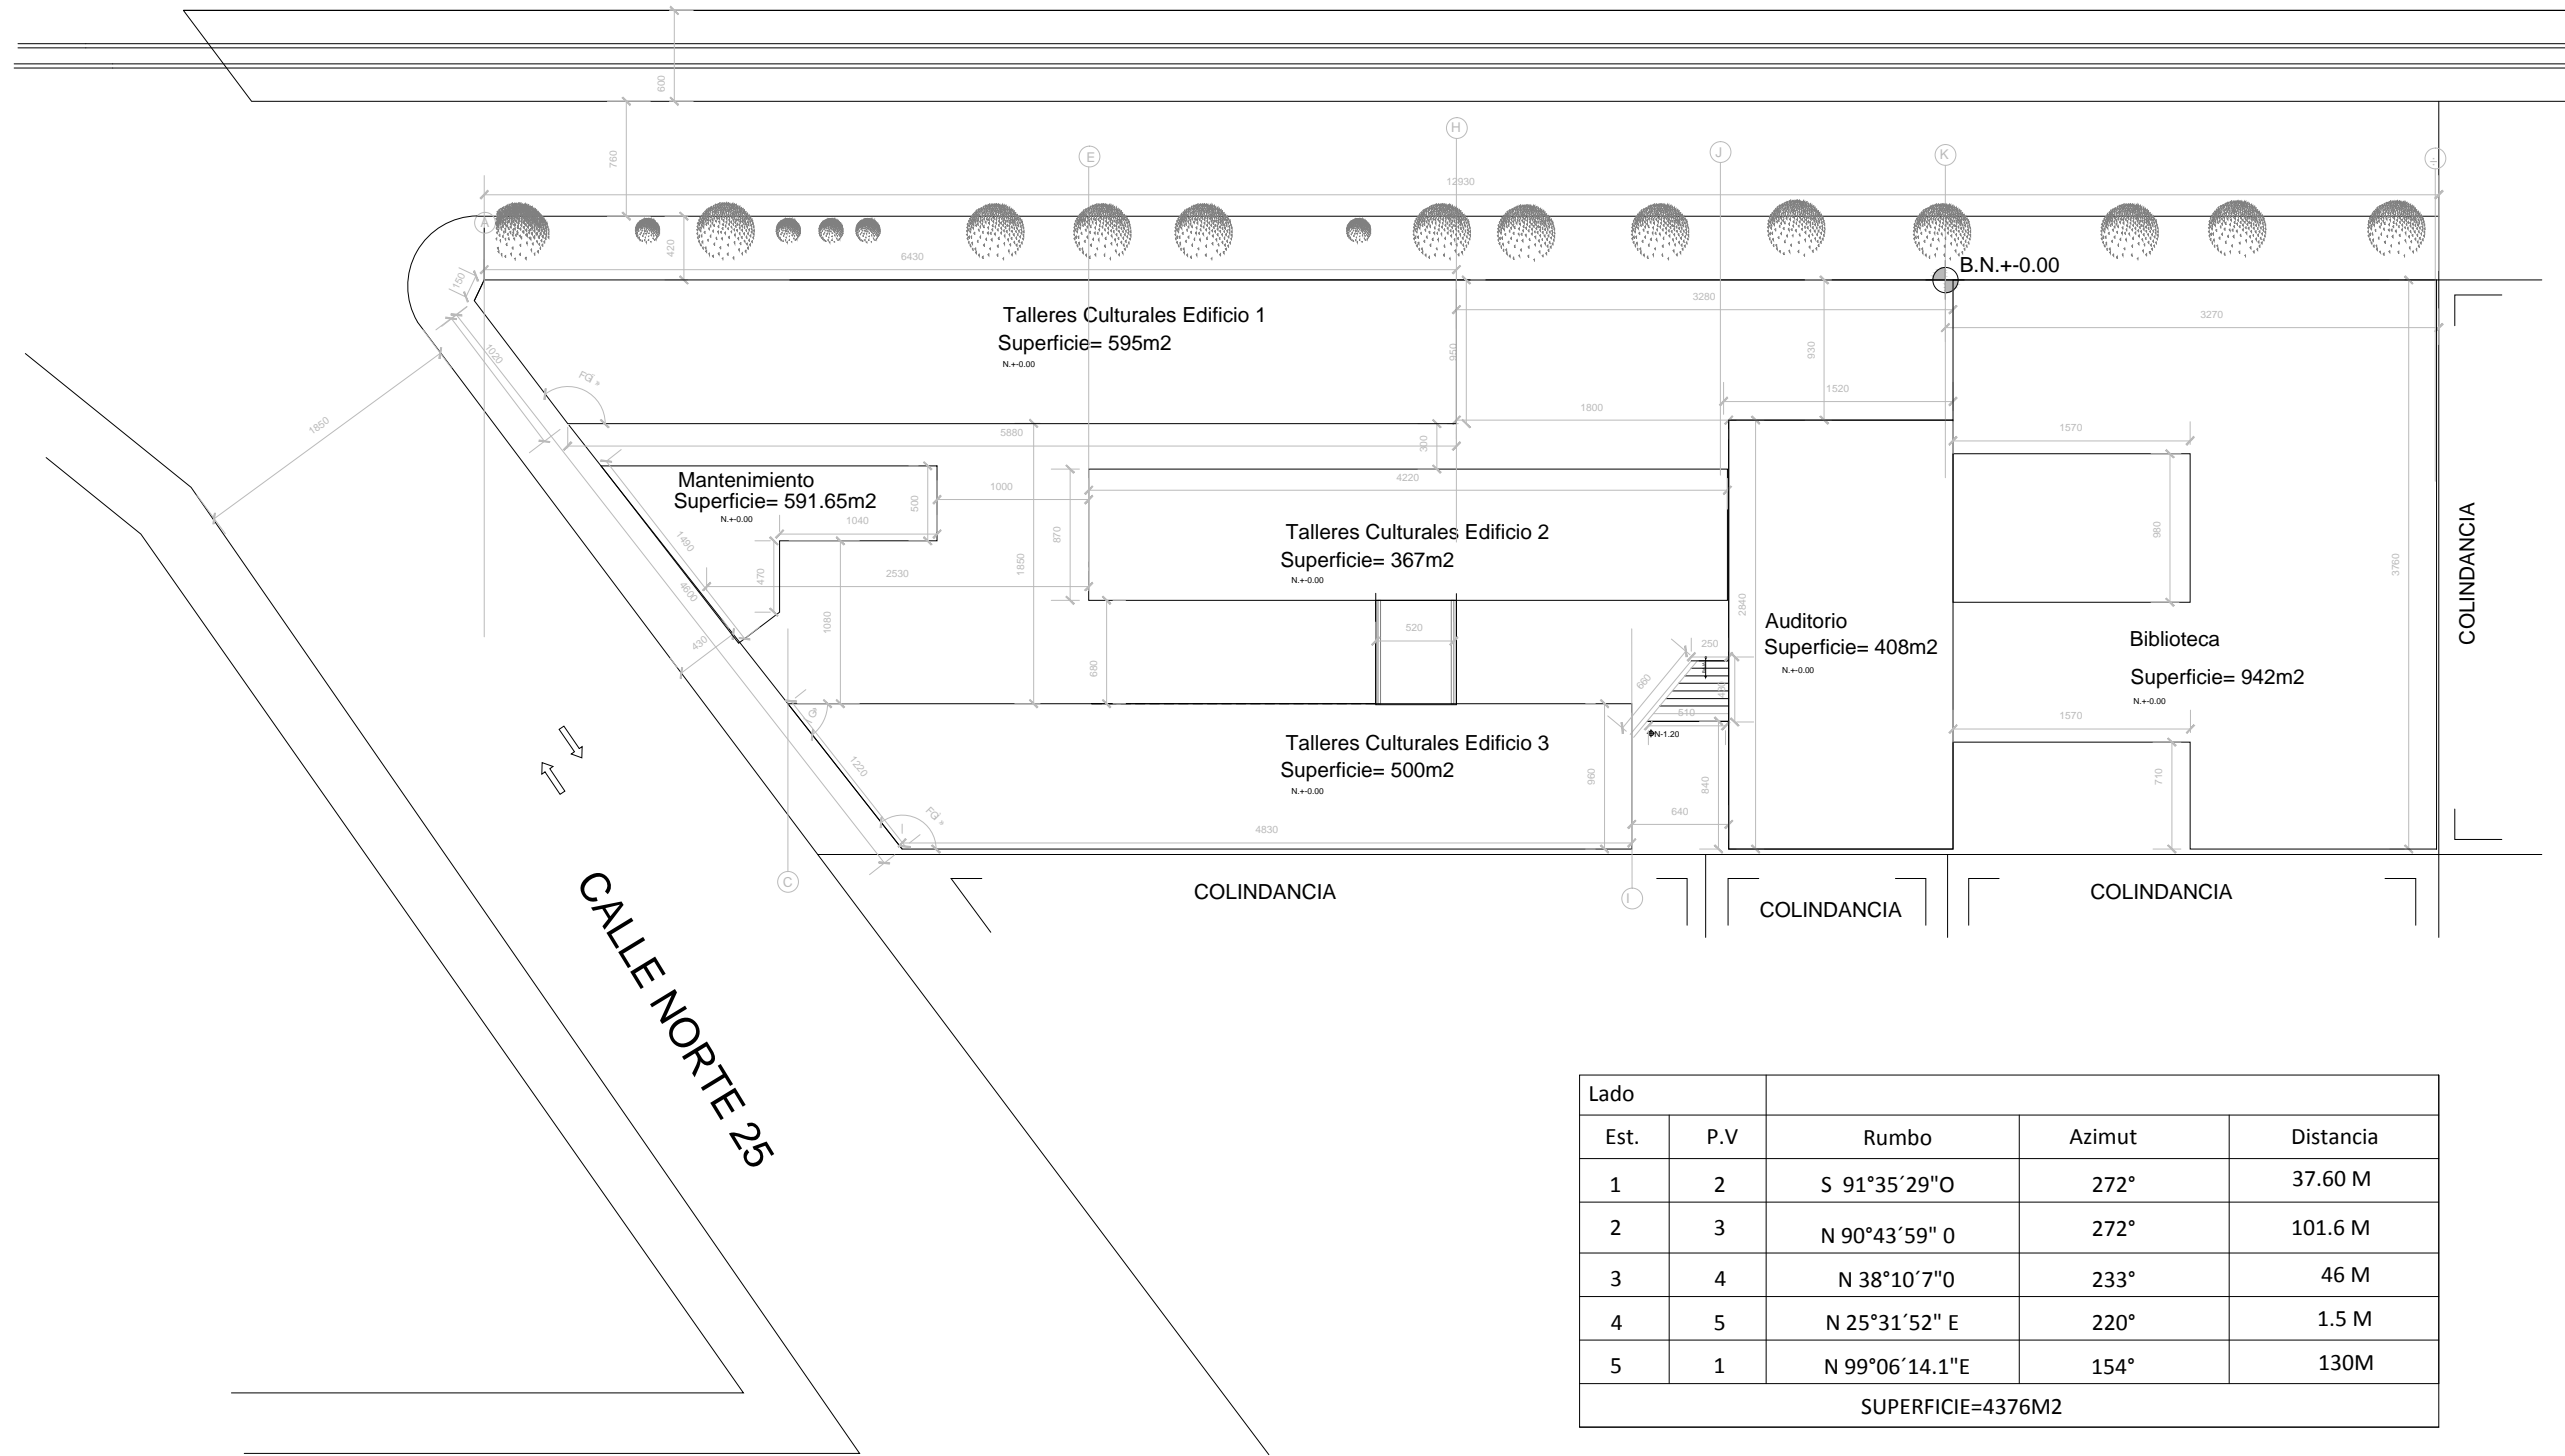 600
760
H
E
J
K
12930
A
420
6430
150
B.N.+-0.00
3280
3270
Talleres Culturales Edificio 1
Superficie= 595m2
N.+-0.00
950
930
1020
1520
1800
1850
5880
300
1570
Mantenimiento
Superficie= 591.65m2
N.+-0.00
500
1040
1000
4220
870
980
1490
470
2530
1850
4600
Talleres Culturales Edificio 2
Superficie= 367m2
N.+-0.00
3760
COLINDANCIA
2840
1080
430
680
520
250
660
Auditorio
Superficie= 408m2
N.+-0.00
Biblioteca
Superficie= 942m2
N.+-0.00
510
N-1.20
1570
Talleres Culturales Edificio 3
Superficie= 500m2
N.+-0.00
1220
960
840
710
640
4830
C
I
COLINDANCIA
COLINDANCIA
COLINDANCIA
CALLE NORTE 25
Lado
Est. P.V Rumbo Azimut Distancia
1 2 S 91°35´29"O 272° 37.60 M
2 3 N 90°43´59" 0 272° 101.6 M
3 4 N 38°10´7"0 233° 46 M
4 5 N 25°31´52" E 220° 1.5 M
5 1 N 99°06´14.1"E 154° 130M
SUPERFICIE=4376M2